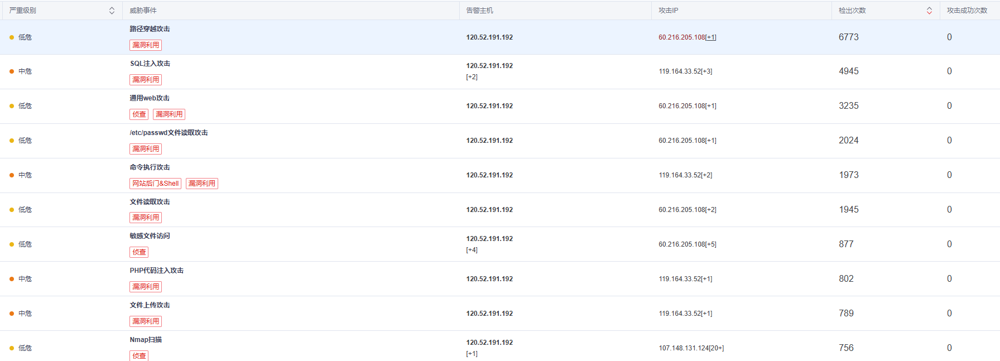 严重级别 威胁事件 告警主机 攻击IP 检出次数 攻击成功次数
路径穿越攻击
低危 120.52.191.192 60.216.205.108[+1] 6773 0
漏洞利用
SQL注入攻击
120.52.191.192
中危 119.164.33.52[+3] 4945 0
[+2]
漏洞利用
通用web攻击
低危 120.52.191.192 60.216.205.108[+1] 3235 0
侦查 漏洞利用
/etc/passwd文件读取攻击
低危 120.52.191.192 60.216.205.108[+1] 2024 0
漏洞利用
命令执行攻击
中危 120.52.191.192 119.164.33.52[+2] 1973 0
网站后门&Shell 漏洞利用
文件读取攻击
低危 120.52.191.192 60.216.205.108[+2] 1945 0
漏洞利用
敏感文件访问
120.52.191.192
低危 60.216.205.108[+5] 877 0
[+4]
侦查
PHP代码注入攻击
中危 120.52.191.192 119.164.33.52[+1] 802 0
漏洞利用
文件上传攻击
中危 120.52.191.192 119.164.33.52[+1] 789 0
漏洞利用
Nmap扫描
120.52.191.192
低危 107.148.131.124[20+] 756 0
[+1]
侦查